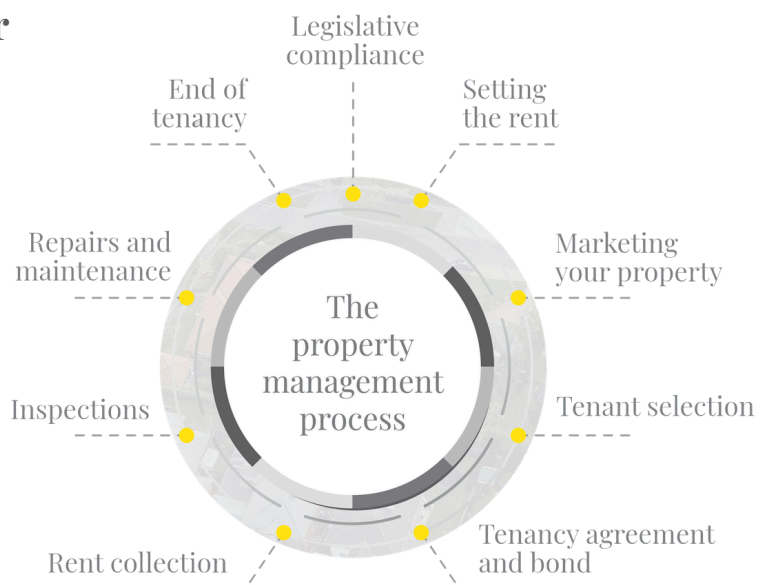 r
Legislative
compliance
End of
tenancy
Setting
the rent
Repairs and
maintenance
Marketing
your property
The
property
management
process
Inspections
Tenant selection
Rent collection
Tenancy agreement
and bond